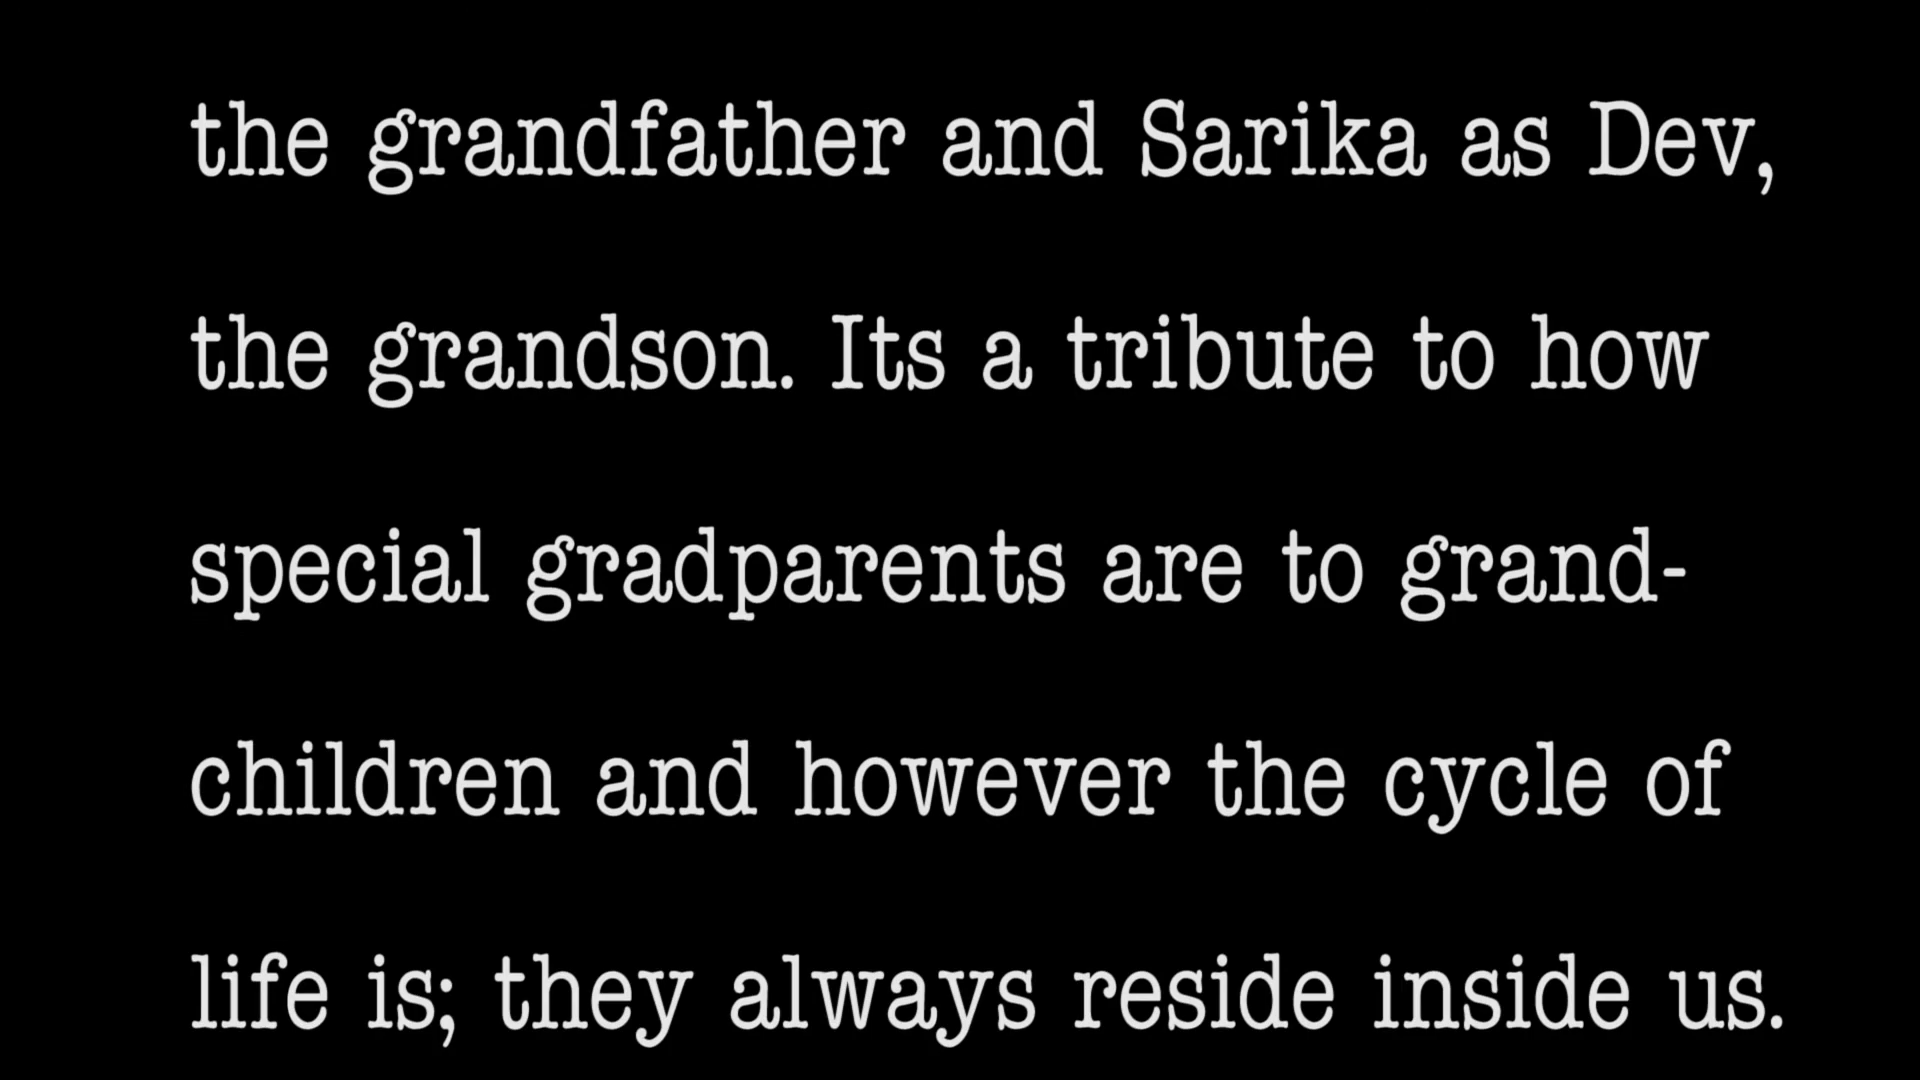 the grandfather and Sarika as Dev,
the grandson. Its a tribute to how
special gradparents are to grand-
children and however the cycle of
life is; they always reside inside us.